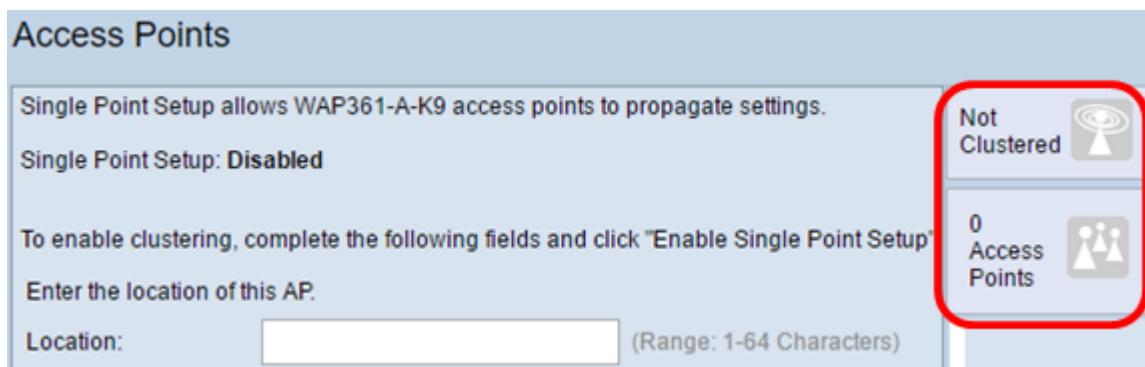 Access Points
Single Point Setup allows WAP361-A-K9 access points to propagate settings.
Single Point Setup: Disabled
To enable clustering, complete the following fields and click "Enable Single Point Setup"
Enter the location of this AP.
Location:
(Range: 1-64 Characters)
Not
Clustered
0
Access
Points